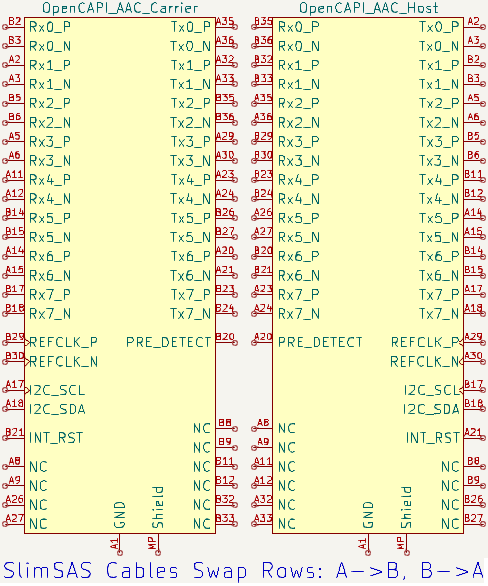 OpenCAPI_AAC_Carrier OpenCAPI_AAC_Host
B2 Rx0_P Tx0_P A35 B35 Rx0_P Tx0_P A2
B3 Rx0_N Tx0_N A36 B36 Rx0_N Tx0_N A3
A2 Rx1_P Tx1_P A32 B32 Rx1_P Tx1_P B2
A3 Rx1_N Tx1_N A33 B33 Rx1_N Tx1_N B3
B5 Rx2_P Tx2_P B35 A35 Rx2_P Tx2_P A5
B6 Rx2_N Tx2_N B36 A36 Rx2_N Tx2_N A6
A5 Rx3_P Tx3_P A29 B29 Rx3_P Tx3_P B5
A6 Rx3_N Tx3_N A30 B30 Rx3_N Tx3_N B6
A11 Rx4_P Tx4_P A23 B23 Rx4_P Tx4_P B11
A12 Rx4_N Tx4_N A24 B24 Rx4_N Tx4_N B12
B14 Rx5_P Tx5_P B26 A26 Rx5_P Tx5_P A14
B15 Rx5_N Tx5_N B27 A27 Rx5_N Tx5_N A15
A14 Rx6_P Tx6_P A20 B20 Rx6_P Tx6_P B14
A15 Rx6_N Tx6_N A21 B21 Rx6_N Tx6_N B15
B17 Rx7_P Tx7_P B23 A23 Rx7_P Tx7_P A17
B18 Rx7_N Tx7_N B24 A24 Rx7_N Tx7_N A18
B29 REFCLK_P PRE_DETECT B20 A20 PRE_DETECT REFCLK_P A29
B30 REFCLK_N REFCLK_N A30
A17 I2C_SCL I2C_SCL B17
A18 I2C_SDA I2C_SDA B18
NC B8 A8 NC
B21 INT_RST INT_RST A21
NC B9 A9 NC
A8 NC NC B11 A11 NC NC B8
A9 NC NC B12 A12 NC NC B9
A26 NC NC B32 A32 NC NC B26
A27 NC NC B33 A33 NC NC B27
GND Shield GND Shield
A1 MP A1 MP
SlimSAS Cables Swap Rows: A->B, B->A